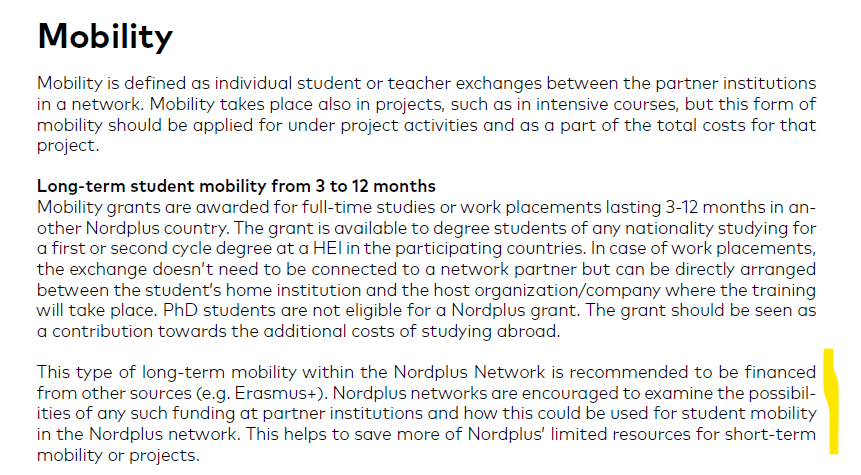 Mobility
Mobility is defined as individual student or teacher exchanges between the partner institutions
in a network. Mobility takes place also in projects, such as in intensive courses, but this form of
mobility should be applied for under project activities and as a part of the total costs for that
project.
Long-term student mobility from 3 to 12 months
Mobility grants are awarded for full-time studies or work placements lasting 3-12 months in an-
other Nordplus country. The grant is available to degree students of any nationality studying for
a first or second cycle degree at a HEI in the participating countries. In case of work placements,
the exchange doesn't need to be connected to a network partner but can be directly arranged
between the student's home institution and the host organization/company where the training
will take place. PhD students are not eligible for a Nordplus grant. The grant should be seen as
a contribution towards the additional costs of studying abroad.
This type of long-term mobility within the Nordplus Network is recommended to be financed
from other sources (e.g. Erasmus+). Nordplus networks are encouraged to examine the possibil-
ities of any such funding at partner institutions and how this could be used for student mobility
in the Nordplus network. This helps to save more of Nordplus' limited resources for short-term
mobility or projects.